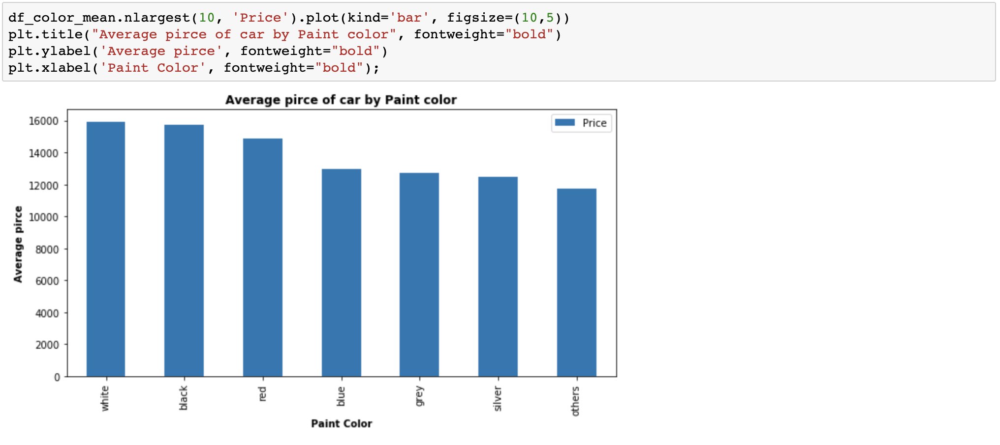 df_color_mean.nlargest(10, 'Price').plot(kind='bar', figsize=(10,5))
plt.title("Average pirce of car by Paint color", fontweight="bold")
plt.ylabel('Average pirce', fontweight="bold")
plt.xlabel('Paint Color', fontweight="bold");
Average pirce of car by Paint color
Price
16000
14000
12000
10000
8000
6000
4000
2000
0
Average pirce
white
black
red
blue
grey
silver
others
Paint Color